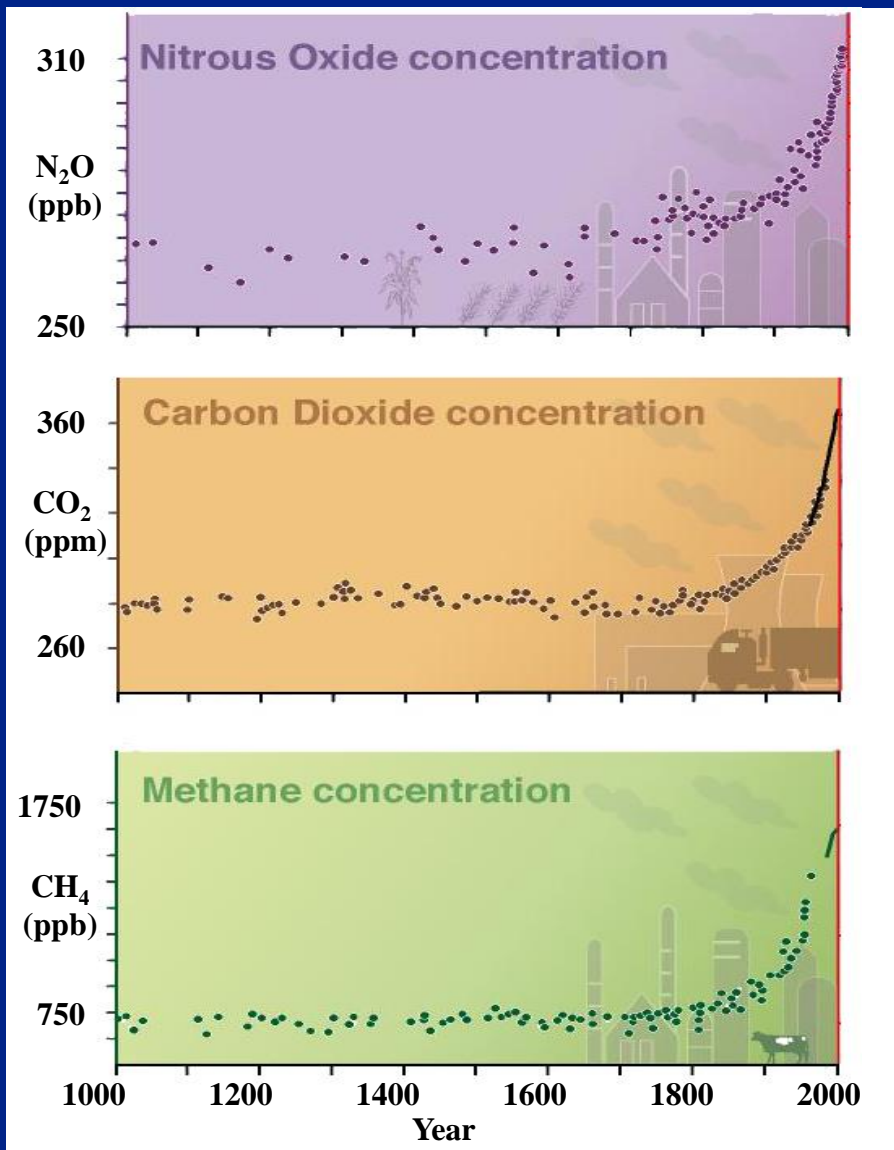 Nitrous Oxide concentration
310
N₂O
(ppb)
250
Carbon Dioxide concentration
360
CO₂
(ppm)
260
Methane concentration
1750
CH₄
(ppb)
750
1000 1200 1400 1600 1800 2000
Year